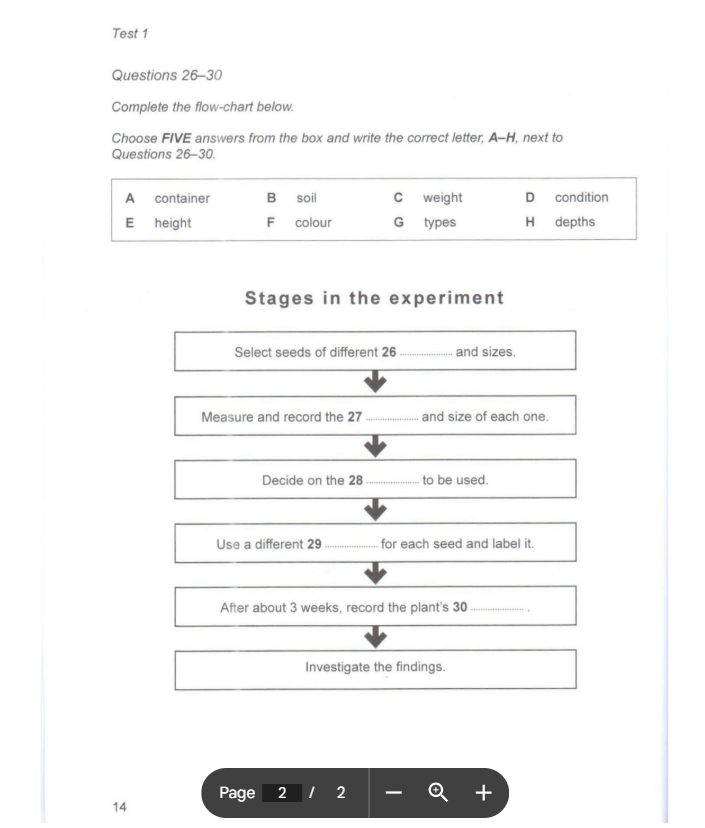 Test 1
Questions 26–30
Complete the flow-chart below.
Choose FIVE answers from the box and write the correct letter, A–H, next to
Questions 26–30.
A container B soil C weight D condition
E height F colour G types H depths
Stages in the experiment
Select seeds of different 26 .................... and sizes.
Measure and record the 27 .................... and size of each one.
Decide on the 28 .................... to be used.
Use a different 29 .................... for each seed and label it.
After about 3 weeks, record the plant's 30 .................... .
Investigate the findings.
14
Page 2 / 2